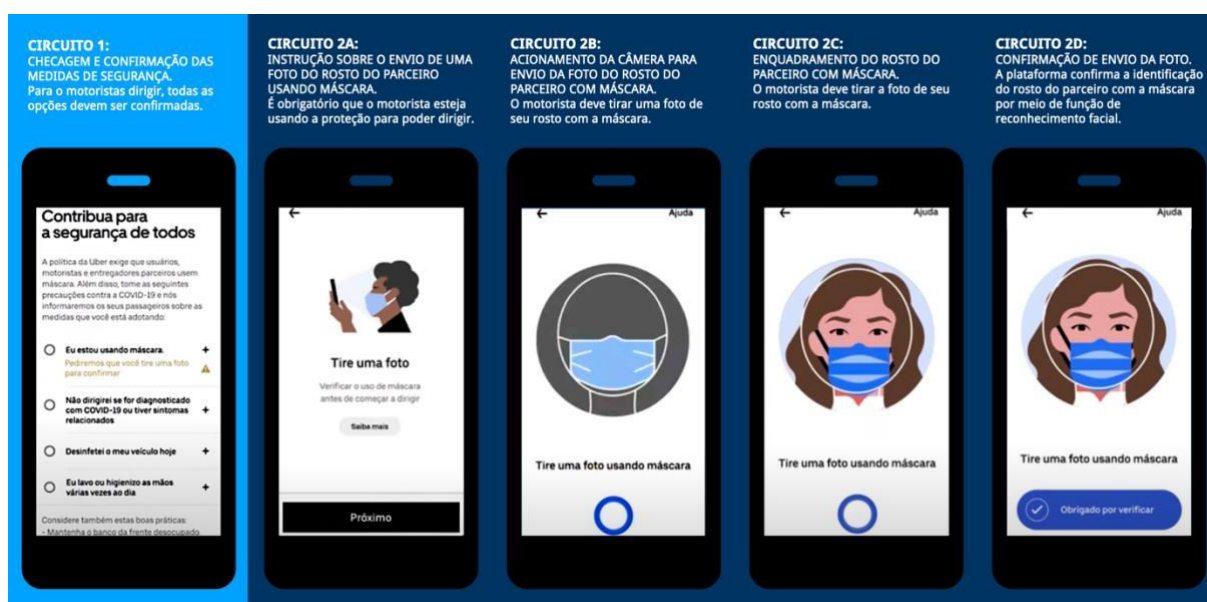 CIRCUITO 1:
CHECAGEM E CONFIRMAÇÃO DAS
MEDIDAS DE SEGURANÇA.
Para o motoristas dirigir, todas as
opções devem ser confirmadas.
Contribua para
a segurança de todos
A política da Uber exige que usuários,
motoristas e entregadores parceiros usem
máscara. Além disso, tome as seguintes
precauções contra a COVID-19 e nós
informaremos os seus passageiros sobre as
medidas que você está adotando:
Eu estou usando máscara. +
Pediremos que você tire uma foto
para confirmar
Não dirigirei se for diagnosticado
com COVID-19 ou tiver sintomas +
relacionados
Desinfetei o meu veículo hoje +
Eu lavo ou higienizo as mãos
várias vezes ao dia +
Considere também estas boas práticas:
- Mantenha o banco da frente desocupado
CIRCUITO 2A:
INSTRUÇÃO SOBRE O ENVIO DE UMA
FOTO DO ROSTO DO PARCEIRO
USANDO MÁSCARA.
É obrigatório que o motorista esteja
usando a proteção para poder dirigir.
←
Tire uma foto
Verificar o uso de máscara
antes de começar a dirigir
Saiba mais
Próximo
CIRCUITO 2B:
ACIONAMENTO DA CÂMERA PARA
ENVIO DA FOTO DO ROSTO DO
PARCEIRO COM MÁSCARA.
O motorista deve tirar uma foto de
seu rosto com a máscara.
← Ajuda
Tire uma foto usando máscara
CIRCUITO 2C:
ENQUADRAMENTO DO ROSTO DO
PARCEIRO COM MÁSCARA.
O motorista deve tirar a foto de seu
rosto com a máscara.
← Ajuda
Tire uma foto usando máscara
CIRCUITO 2D:
CONFIRMAÇÃO DE ENVIO DA FOTO.
A plataforma confirma a identificação
do rosto do parceiro com a máscara
por meio de função de
reconhecimento facial.
← Ajuda
Tire uma foto usando máscara
Obrigado por verificar